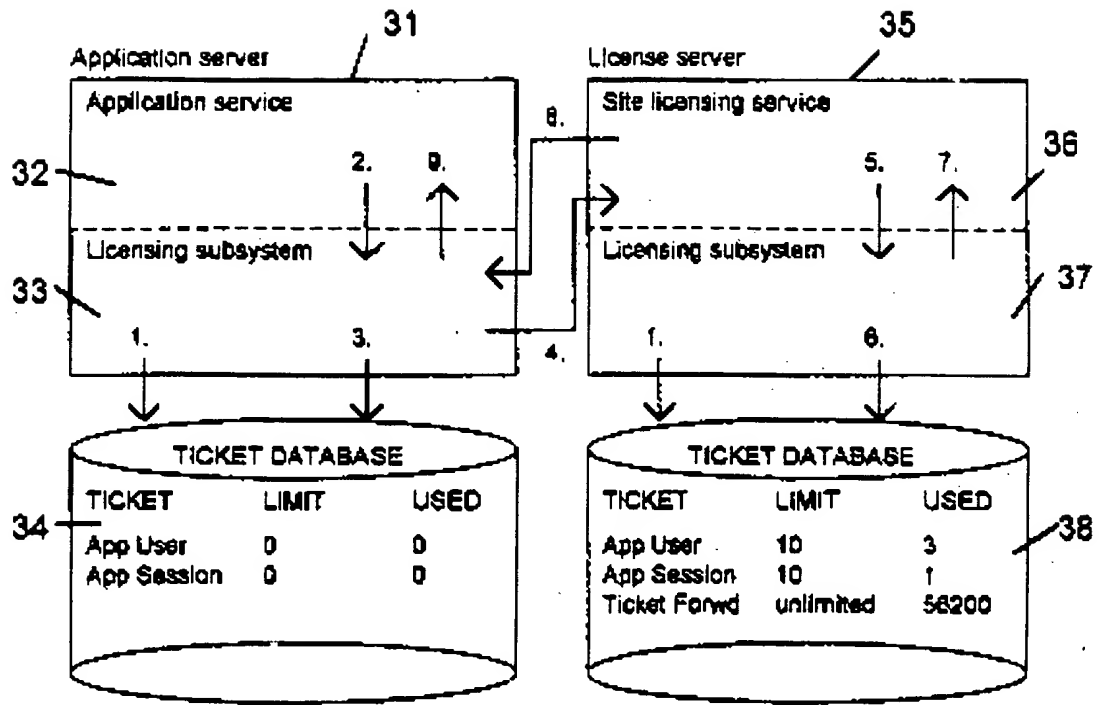 31
35
Application server
License server
Application service
Site licensing service
8.
32
2.
9.
5.
7.
36
Licensing subsystem
Licensing subsystem
33
37
1.
3.
4.
1.
6.
TICKET DATABASE
TICKET DATABASE
TICKET LIMIT USED
TICKET LIMIT USED
34
38
App User 0 0
App User 10 3
App Session 0 0
App Session 10 1
Ticket Forwd unlimited 56200